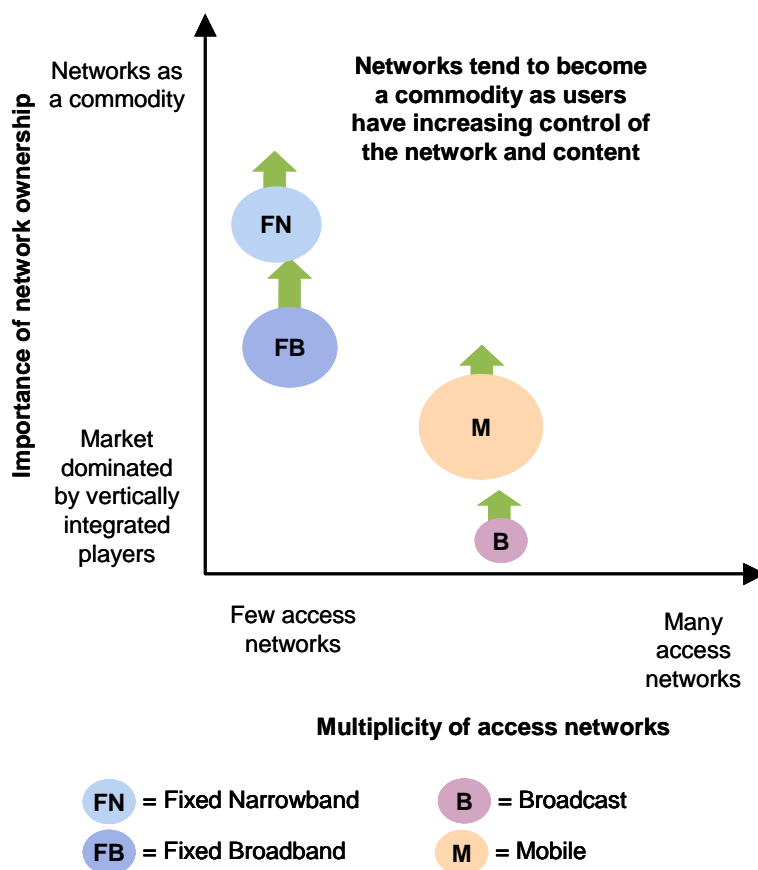 Networks as
a commodity
Networks tend to become
a commodity as users
have increasing control of
the network and content
Importance of network ownership
FN
FB
M
B
Market
dominated
by vertically
integrated
players
Few access
networks
Many
access
networks
Multiplicity of access networks
FN = Fixed Narrowband
B = Broadcast
FB = Fixed Broadband
M = Mobile